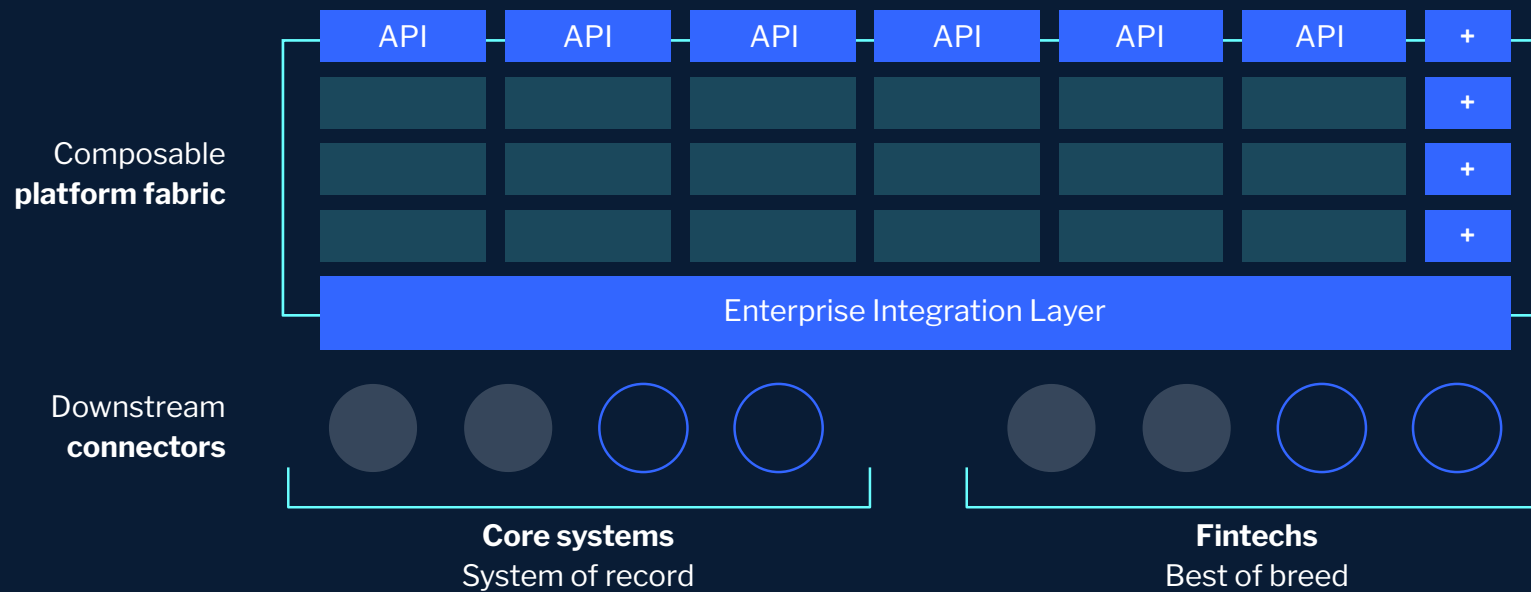 API API API API API API +
+
Composable
platform fabric
+
+
Enterprise Integration Layer
Downstream
connectors
Core systems
System of record
Fintechs
Best of breed